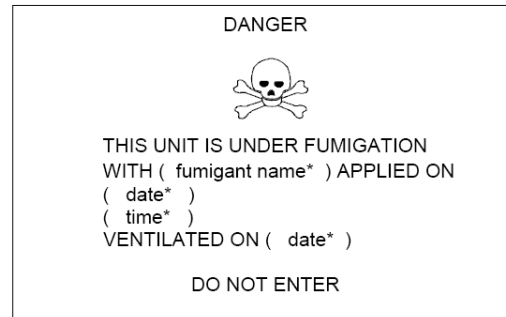 DANGER
THIS UNIT IS UNDER FUMIGATION
WITH ( fumigant name* ) APPLIED ON
( date* )
( time* )
VENTILATED ON ( date* )
DO NOT ENTER